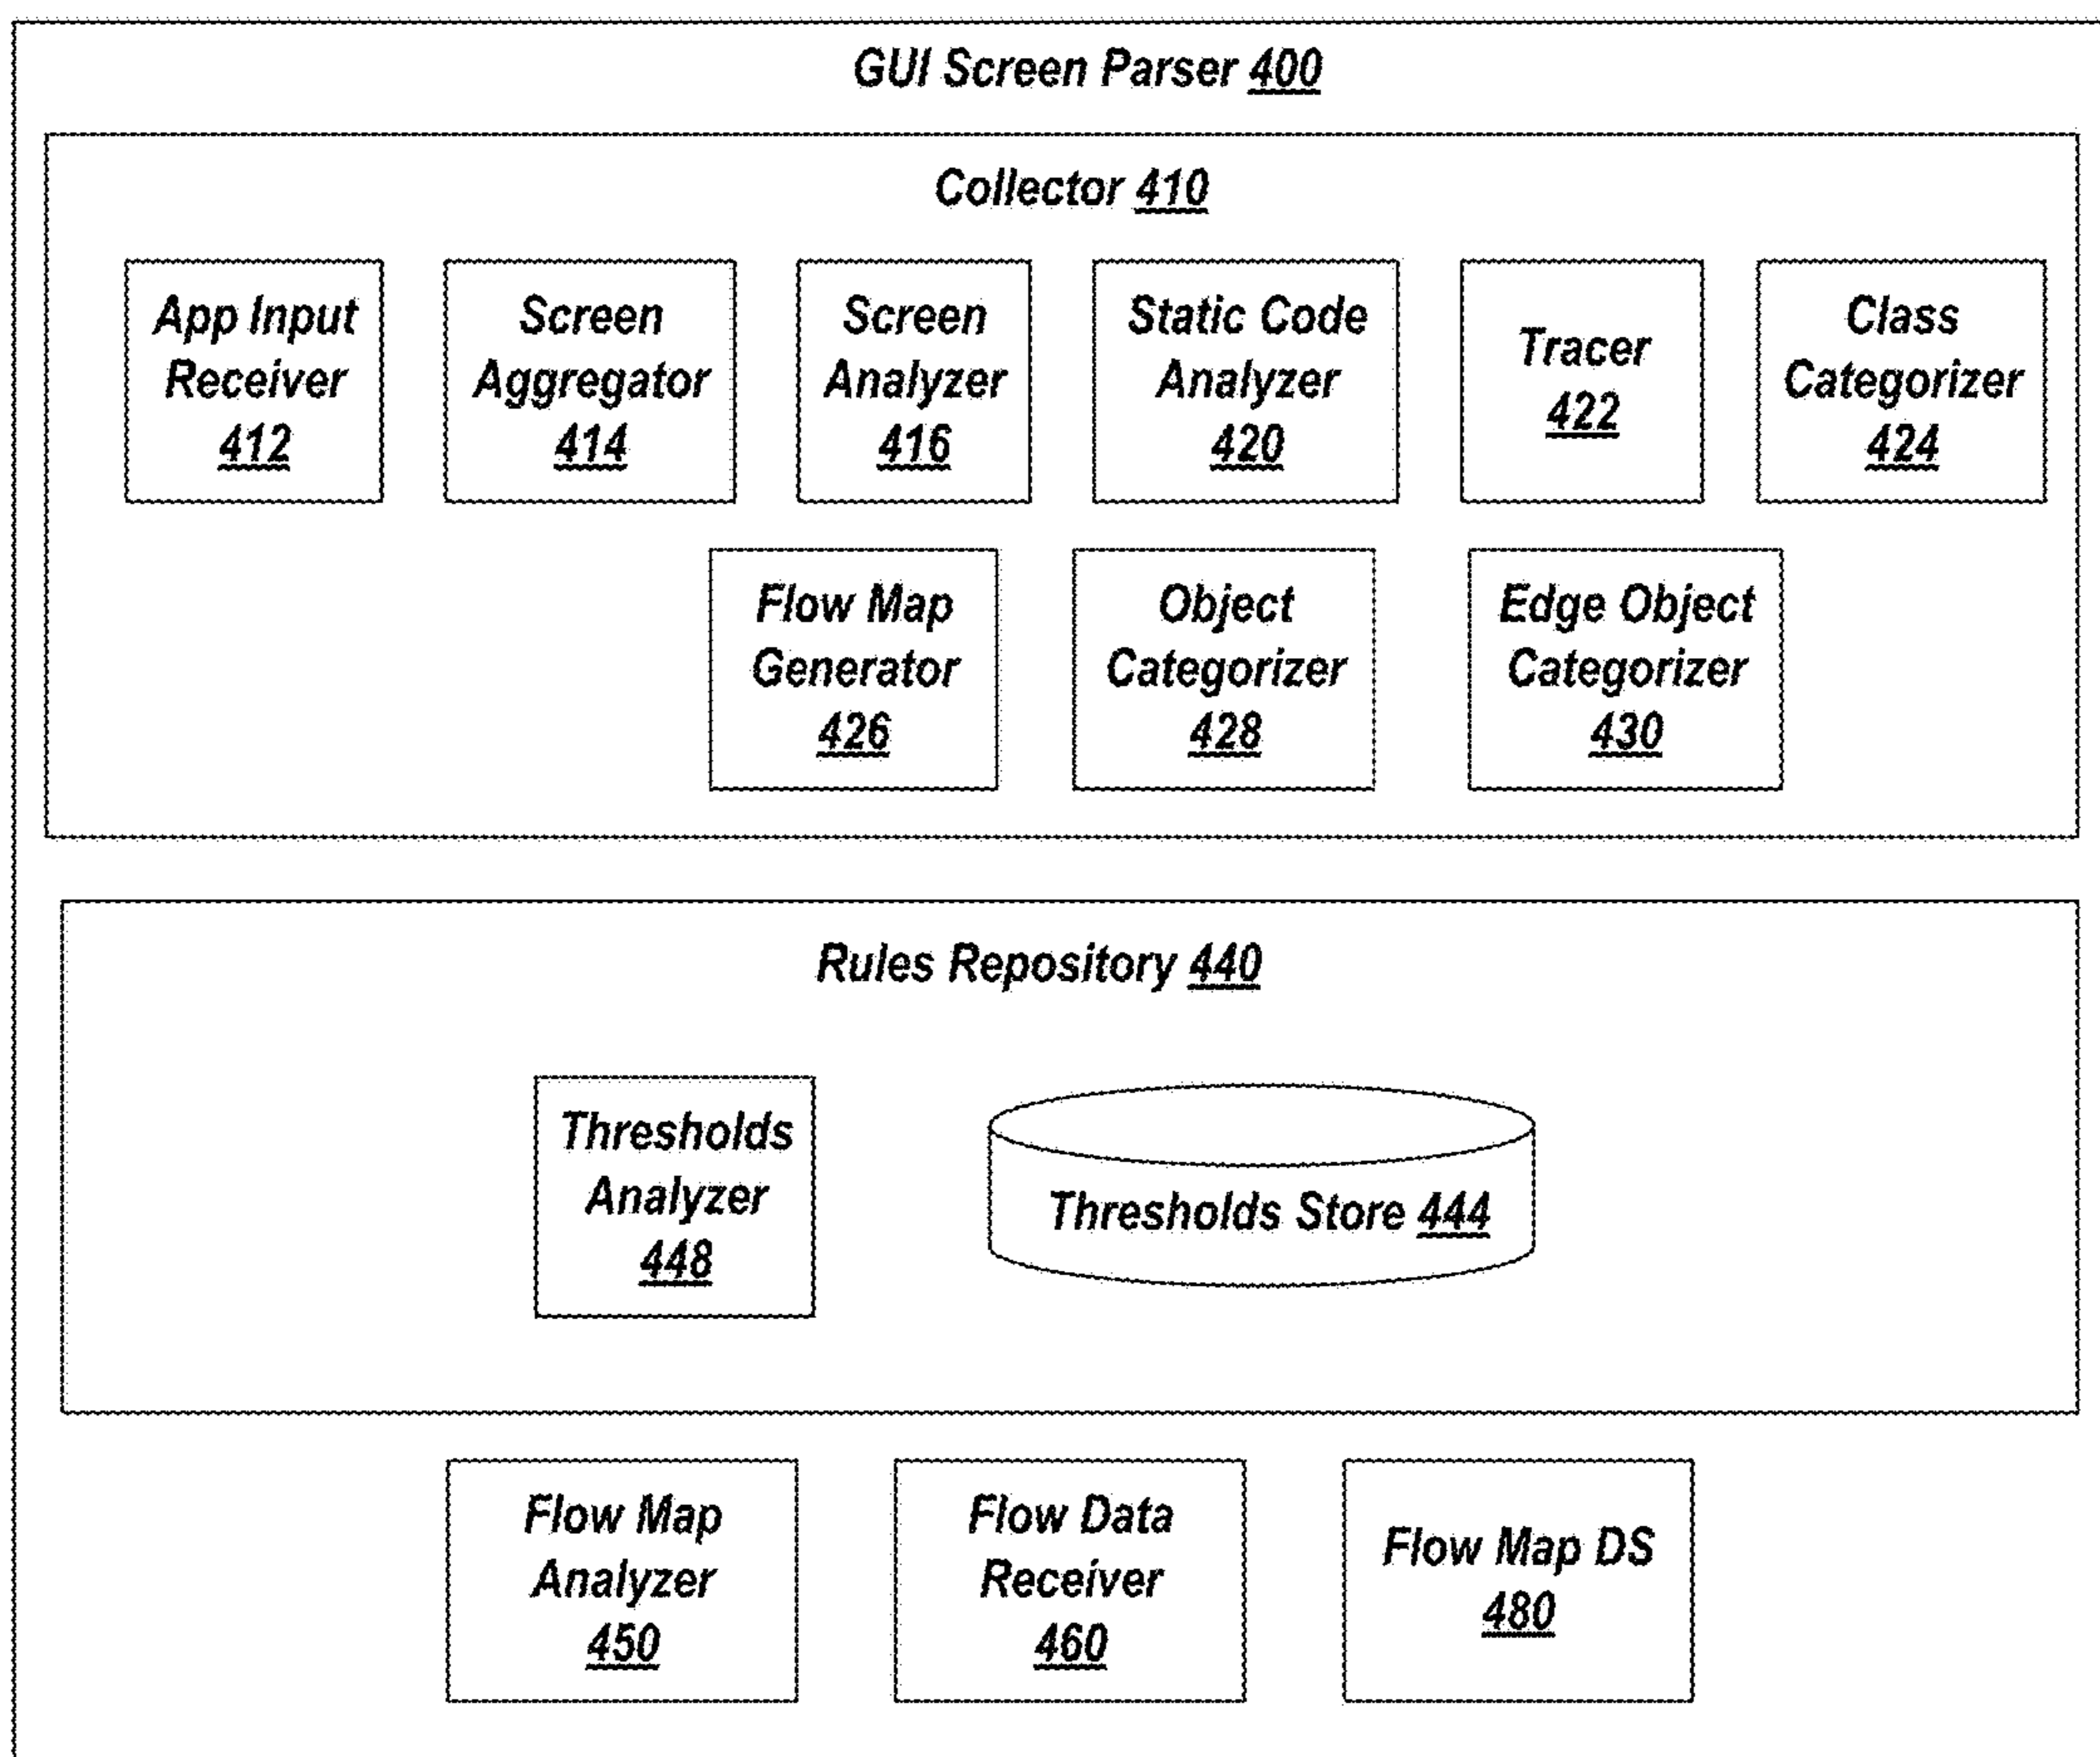 GUI Screen Parser 400
Collector 410
App Input
Receiver
412
Screen
Aggregator
414
Screen
Analyzer
416
Static Code
Analyzer
420
Tracer
422
Class
Categorizer
424
Flow Map
Generator
426
Object
Categorizer
428
Edge Object
Categorizer
430
Rules Repository 440
Thresholds
Analyzer
448
Thresholds Store 444
Flow Map
Analyzer
450
Flow Data
Receiver
460
Flow Map DS
480